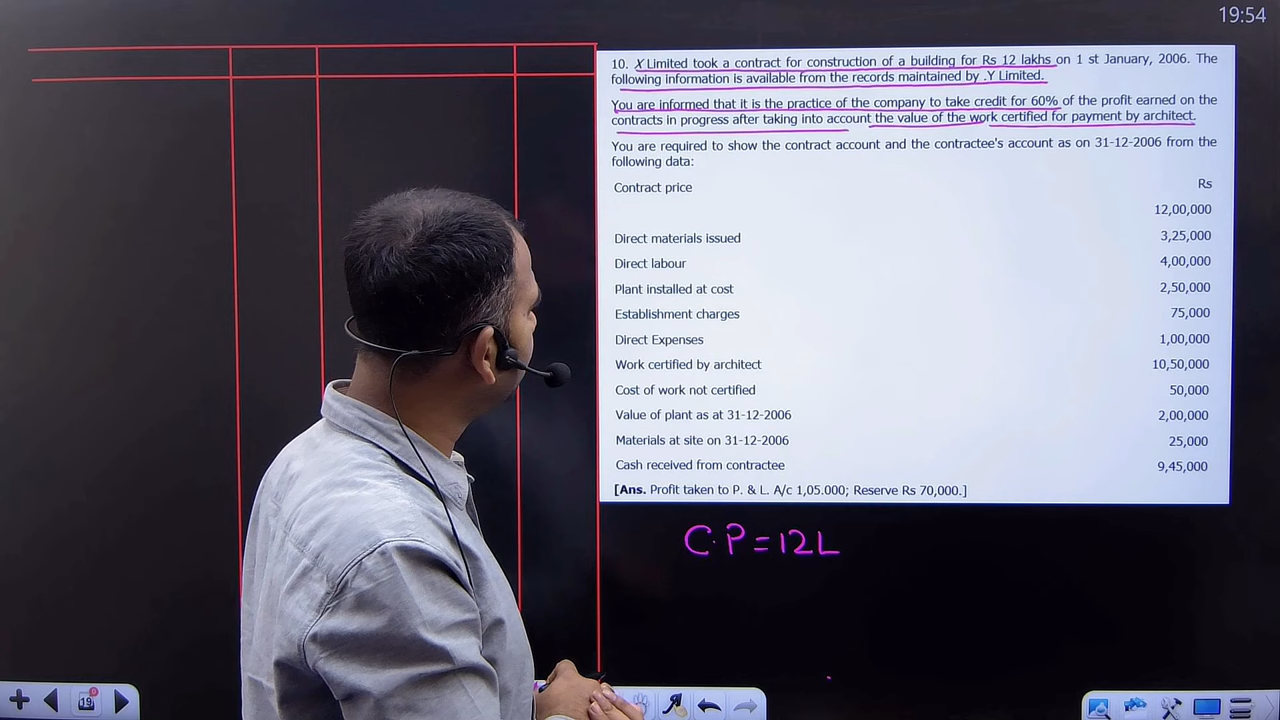 19:54
10. X Limited took a contract for construction of a building for Rs 12 lakhs on 1 st January, 2006. The
following information is available from the records maintained by .Y Limited.
You are informed that it is the practice of the company to take credit for 60% of the profit earned on the
contracts in progress after taking into account the value of the work certified for payment by architect.
You are required to show the contract account and the contractee's account as on 31-12-2006 from the
following data:
Contract price Rs
12,00,000
Direct materials issued 3,25,000
Direct labour 4,00,000
Plant installed at cost 2,50,000
Establishment charges 75,000
Direct Expenses 1,00,000
Work certified by architect 10,50,000
Cost of work not certified 50,000
Value of plant as at 31-12-2006 2,00,000
Materials at site on 31-12-2006 25,000
Cash received from contractee 9,45,000
[Ans. Profit taken to P. & L. A/c 1,05.000; Reserve Rs 70,000.]
C.P=12L
19